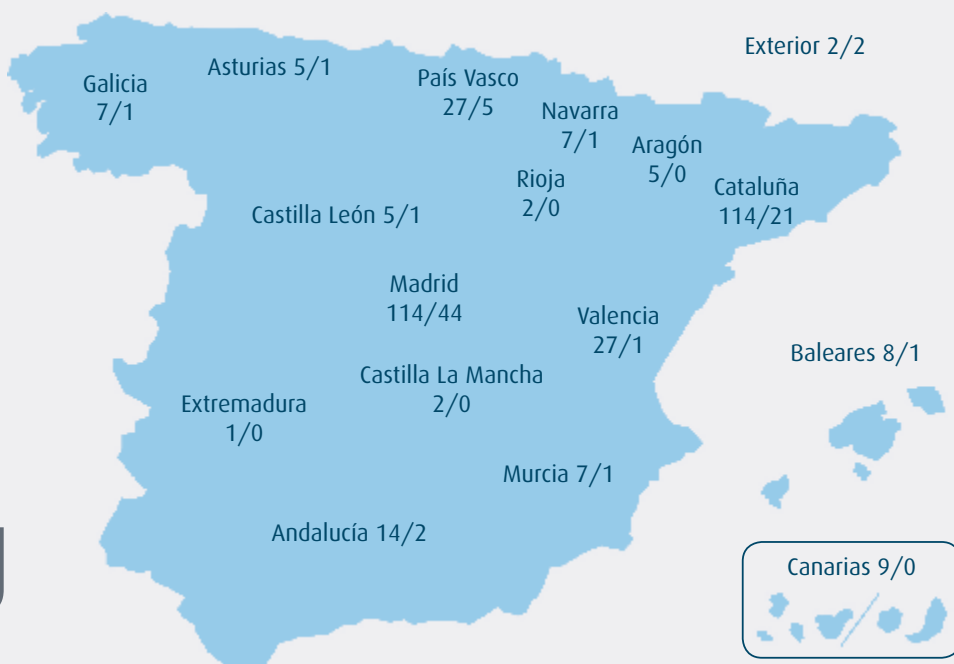 Exterior 2/2
Asturias 5/1
País Vasco
27/5
Galicia
7/1
Navarra
7/1
Aragón
5/0
Rioja
2/0
Cataluña
114/21
Castilla León 5/1
Madrid
114/44
Valencia
27/1
Baleares 8/1
Castilla La Mancha
2/0
Extremadura
1/0
Murcia 7/1
Andalucía 14/2
Canarias 9/0